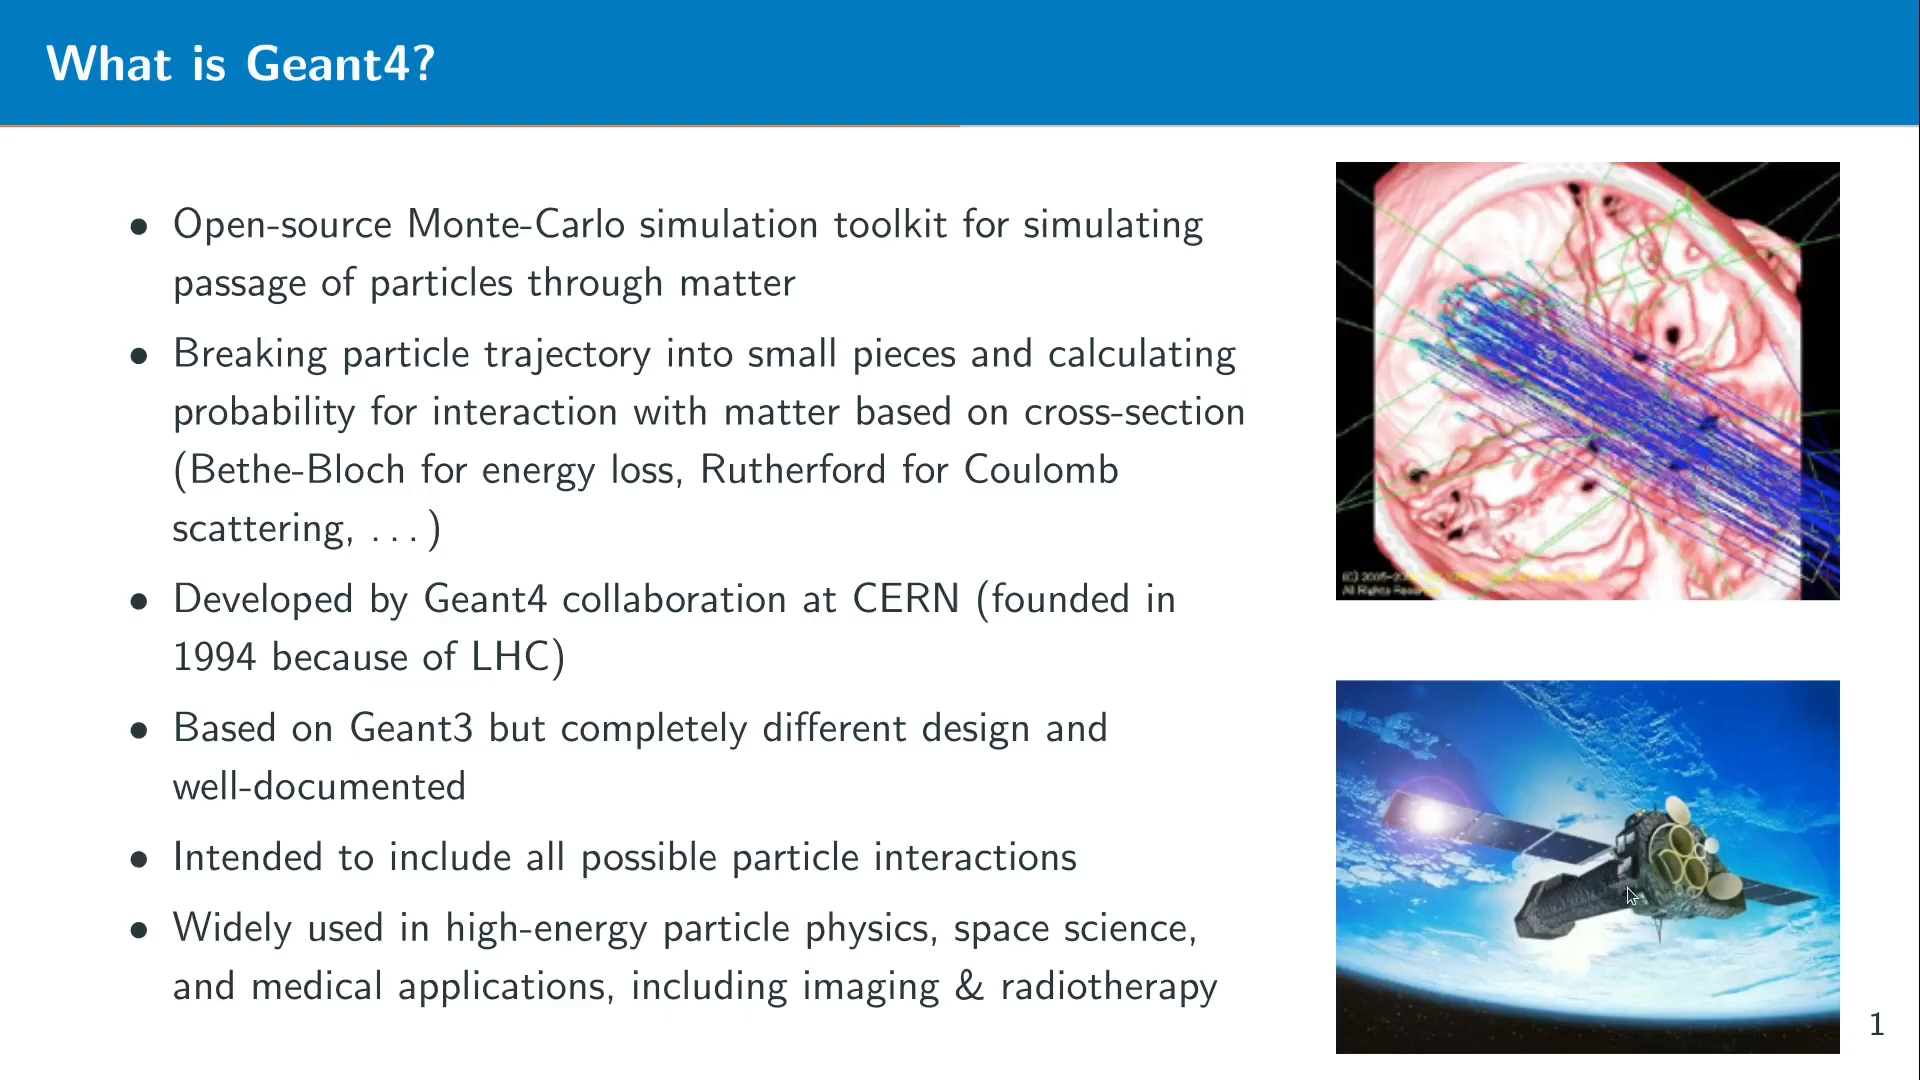 What is Geant4?
• Open-source Monte-Carlo simulation toolkit for simulating
passage of particles through matter
• Breaking particle trajectory into small pieces and calculating
probability for interaction with matter based on cross-section
(Bethe-Bloch for energy loss, Rutherford for Coulomb
scattering, . . . )
• Developed by Geant4 collaboration at CERN (founded in
1994 because of LHC)
• Based on Geant3 but completely different design and
well-documented
• Intended to include all possible particle interactions
• Widely used in high-energy particle physics, space science,
and medical applications, including imaging & radiotherapy
All Rights
1